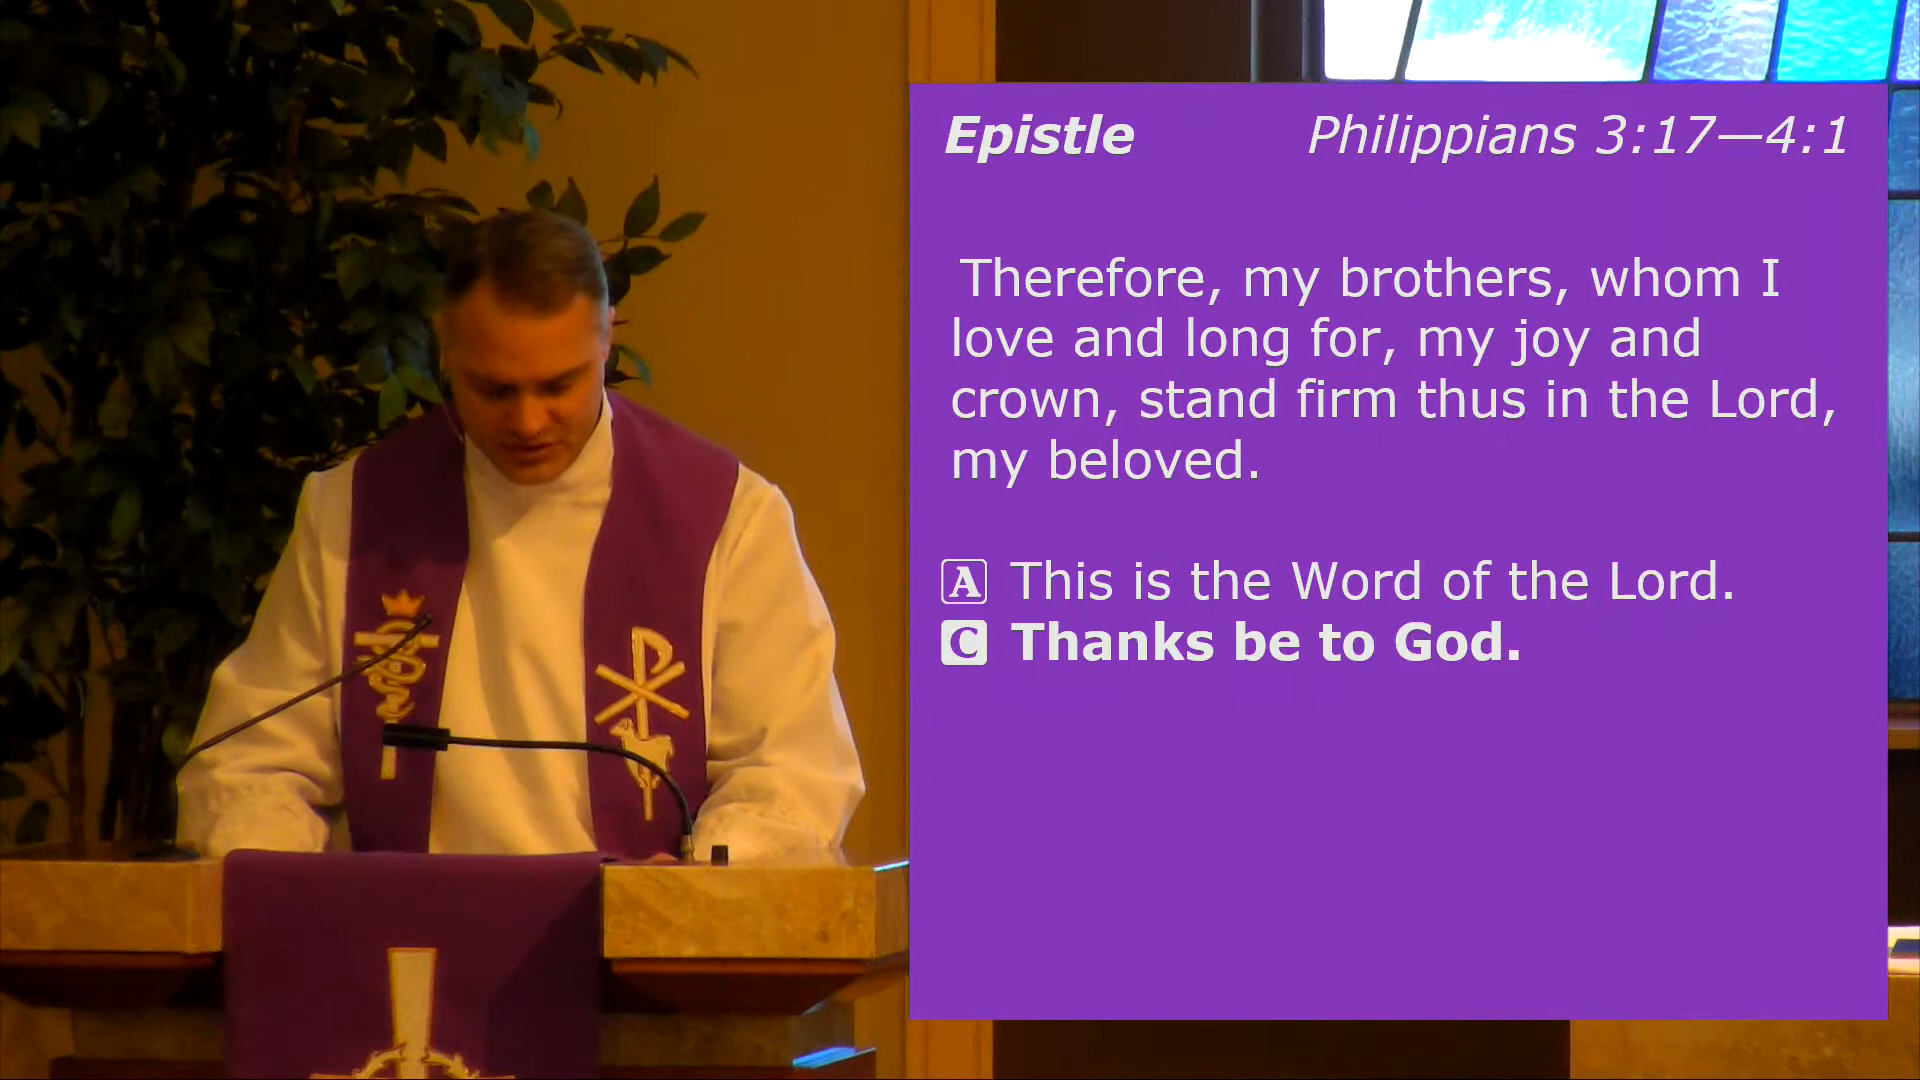 Epistle Philippians 3:17—4:1
Therefore, my brothers, whom I
love and long for, my joy and
crown, stand firm thus in the Lord,
my beloved.
A This is the Word of the Lord.
C Thanks be to God.